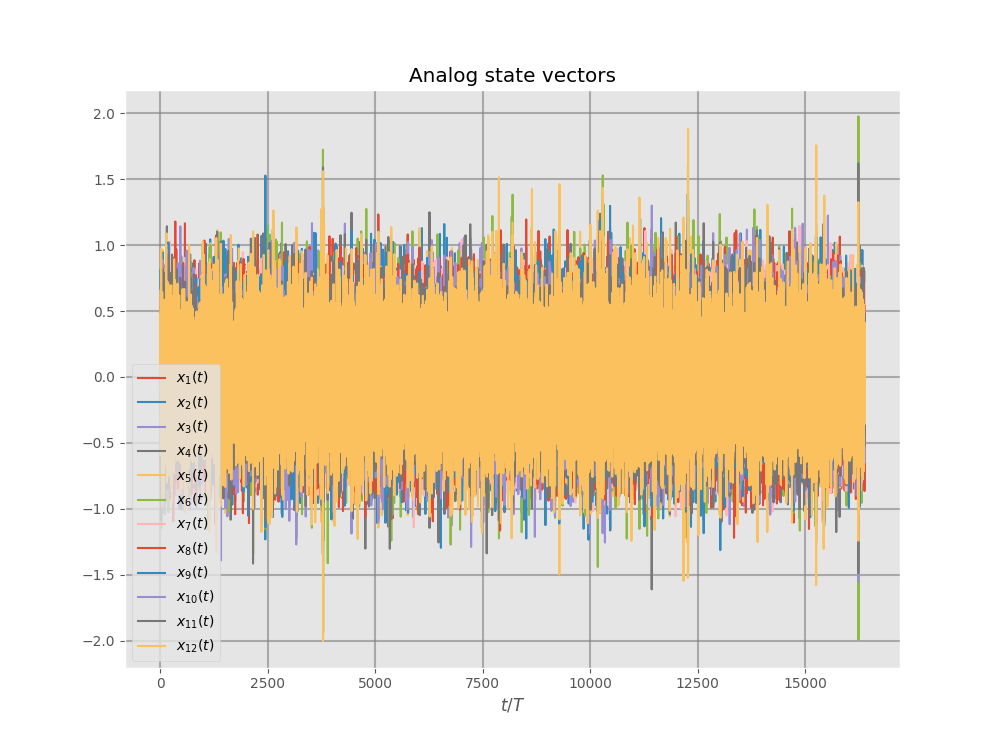 Analog state vectors
2.0
1.5
1.0
0.5
0.0
−0.5
−1.0
−1.5
−2.0
x₁(t)
x₂(t)
x₃(t)
x₄(t)
x₅(t)
x₆(t)
x₇(t)
x₈(t)
x₉(t)
x₁₀(t)
x₁₁(t)
x₁₂(t)
0 2500 5000 7500 10000 12500 15000
t/T